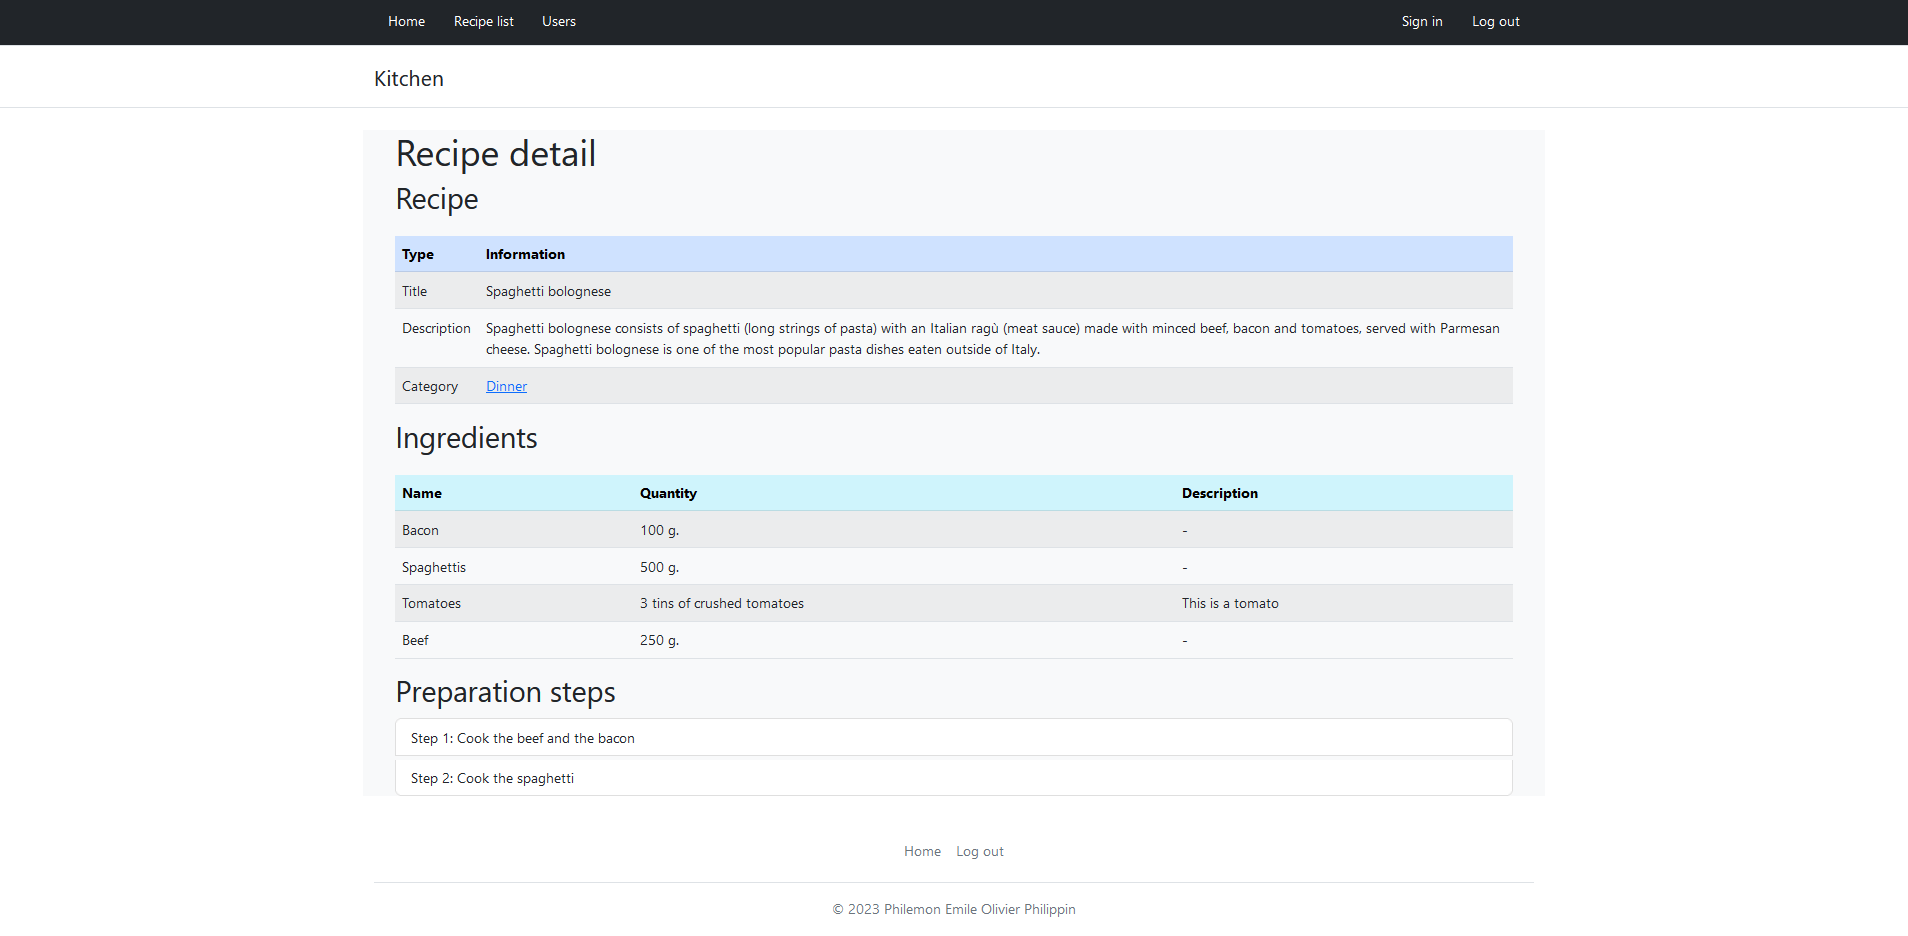 Home Recipe list Users Sign in Log out
Kitchen
Recipe detail
Recipe
Type Information
Title Spaghetti bolognese
Description Spaghetti bolognese consists of spaghetti (long strings of pasta) with an Italian ragù (meat sauce) made with minced beef, bacon and tomatoes, served with Parmesan
cheese. Spaghetti bolognese is one of the most popular pasta dishes eaten outside of Italy.
Category Dinner
Ingredients
Name Quantity Description
Bacon 100 g. -
Spaghettis 500 g. -
Tomatoes 3 tins of crushed tomatoes This is a tomato
Beef 250 g. -
Preparation steps
Step 1: Cook the beef and the bacon
Step 2: Cook the spaghetti
Home Log out
© 2023 Philemon Emile Olivier Philippin